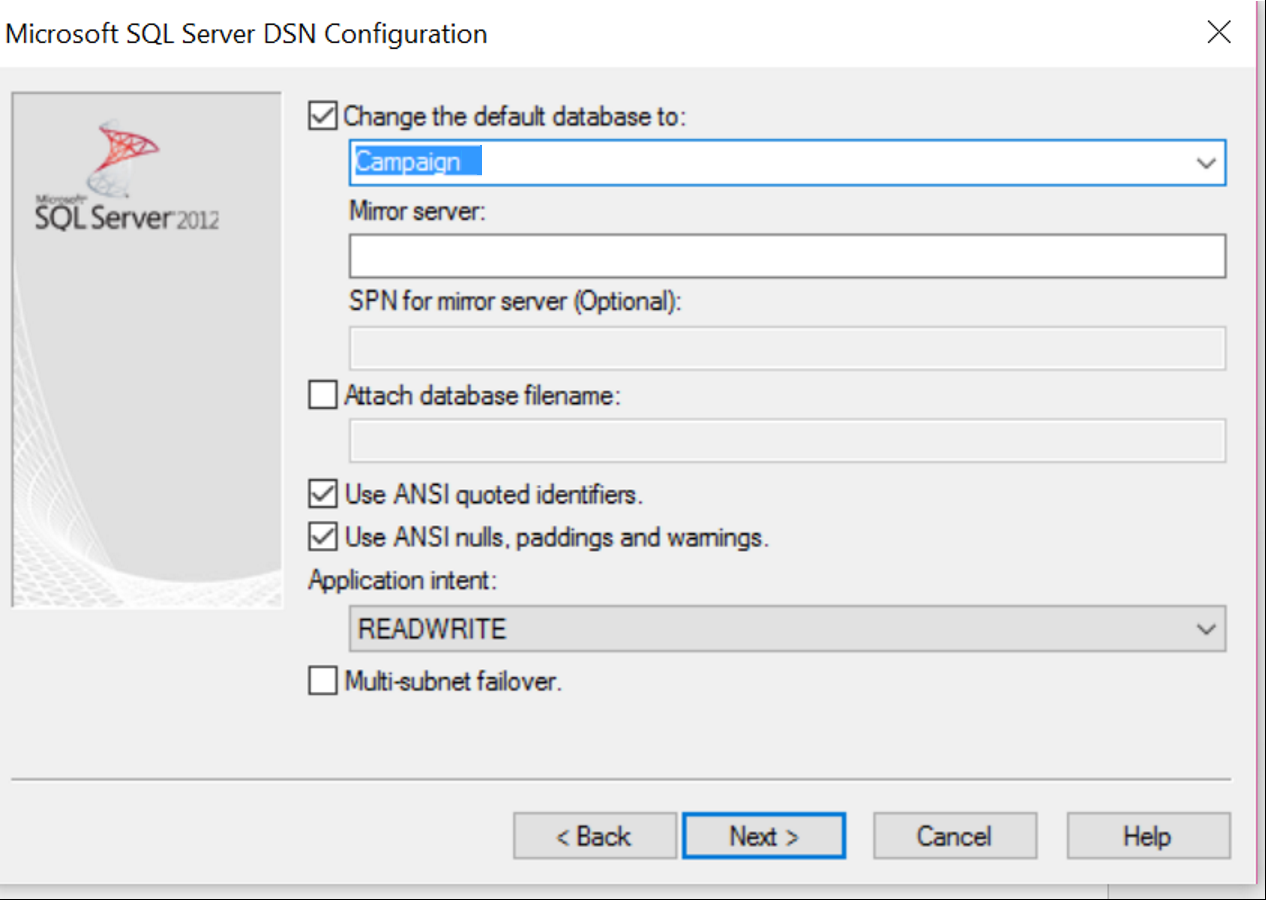 Microsoft SQL Server DSN Configuration
Microsoft
SQL Server 2012
Change the default database to:
Campaign
Mirror server:
SPN for mirror server (Optional):
Attach database filename:
Use ANSI quoted identifiers.
Use ANSI nulls, paddings and warnings.
Application intent:
READWRITE
Multi-subnet failover.
< Back Next > Cancel Help